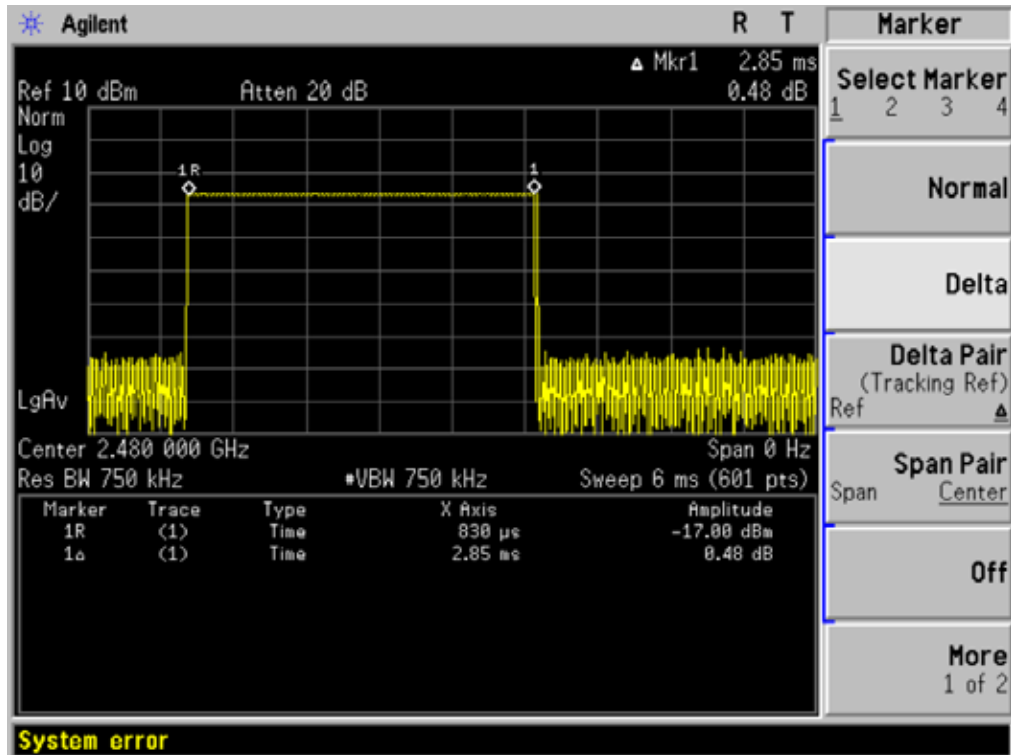 Agilent R T Marker
▵ Mkr1 2.85 ms
Ref 10 dBm Atten 20 dB 0.48 dB
Norm
Log
10
dB/
1R 1
LgAv
Center 2.480 000 GHz Span 0 Hz
Res BW 750 kHz #VBW 750 kHz Sweep 6 ms (601 pts)
Marker Trace Type X Axis Amplitude
1R (1) Time 830 µs -17.00 dBm
1▵ (1) Time 2.85 ms 0.48 dB
System error
Select Marker
1 2 3 4
Normal
Delta
Delta Pair
(Tracking Ref)
Ref ▵
Span Pair
Span Center
Off
More
1 of 2